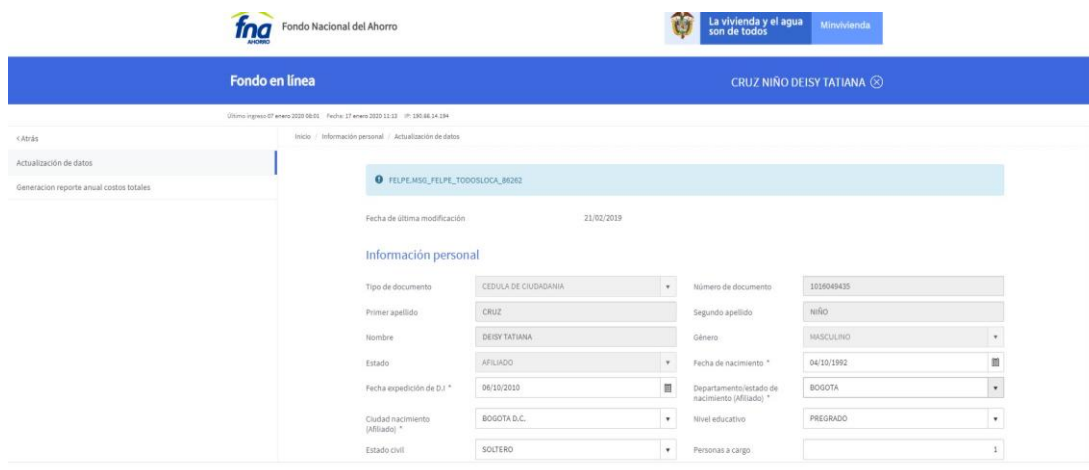 fna
AHORRO
Fondo Nacional del Ahorro
La vivienda y el agua
son de todos
Minvivienda
Fondo en línea
CRUZ NIÑO DEISY TATIANA
Último ingreso 07 enero 2020 08:01 Fecha: 17 enero 2020 11:13 IP: 190.66.14.194
<Atrás
Inicio / Información personal / Actualización de datos
Actualización de datos
Generacion reporte anual costos totales
FELPE.MSG_FELPE_TODOSLOCA_86262
Fecha de última modificación 21/02/2019
Información personal
Tipo de documento CEDULA DE CIUDADANIA Número de documento 1016049435
Primer apellido CRUZ Segundo apellido NIÑO
Nombre DEISY TATIANA Género MASCULINO
Estado AFILIADO Fecha de nacimiento * 04/10/1992
Fecha expedición de D.I * 06/10/2010 Departamento/estado de
nacimiento (Afiliado) * BOGOTA
Ciudad nacimiento
(Afiliado) * BOGOTA D.C. Nivel educativo PREGRADO
Estado civil SOLTERO Personas a cargo 1